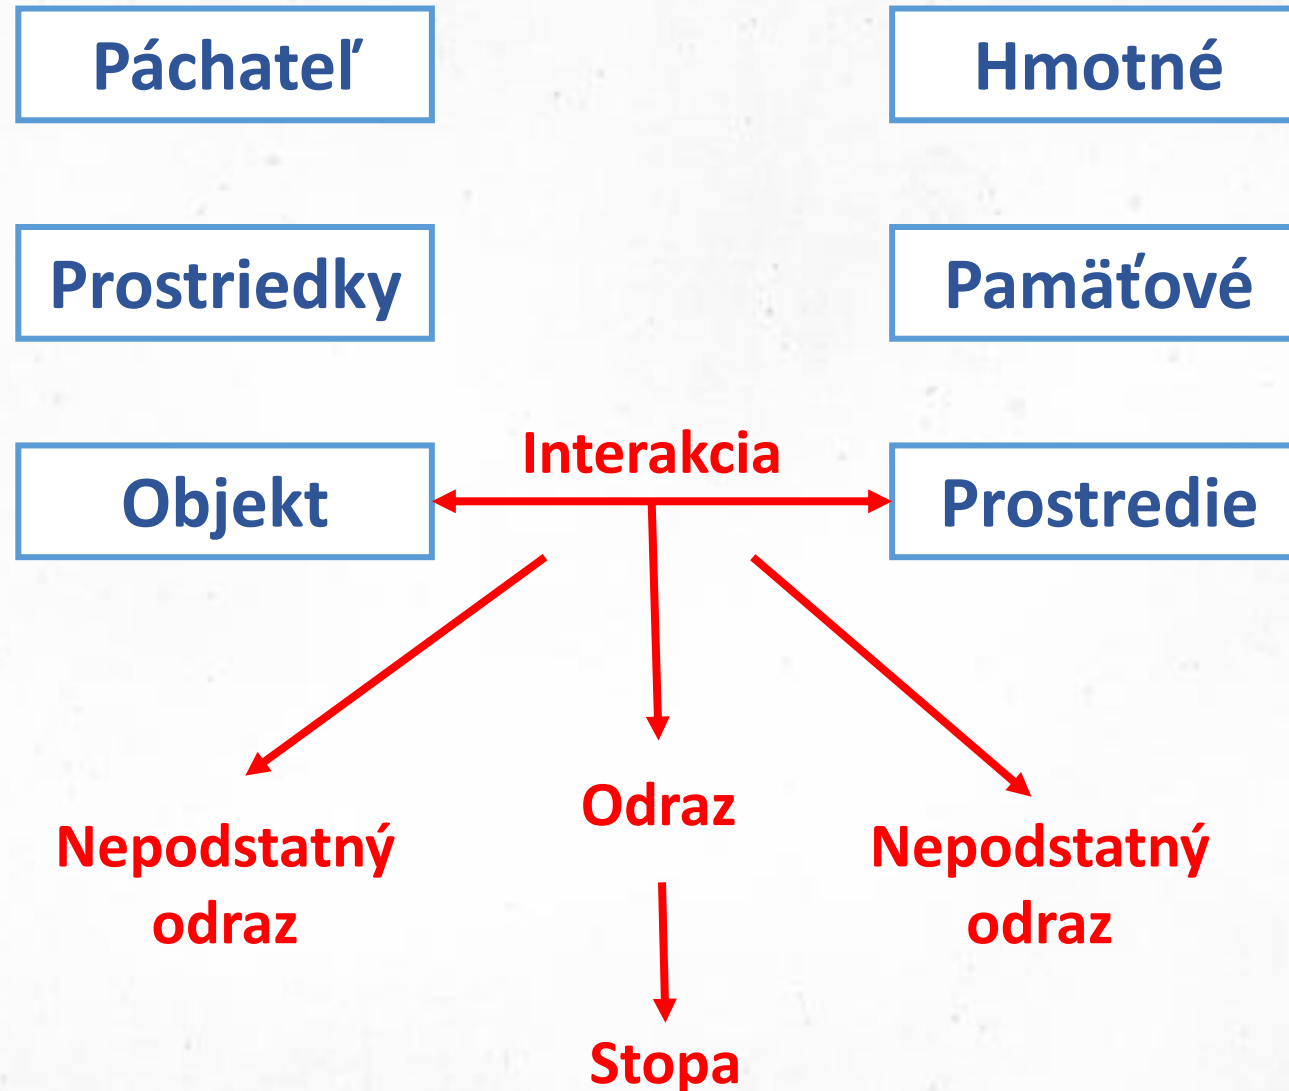 Páchateľ
Hmotné
Prostriedky
Pamäťové
Interakcia
Objekt
Prostredie
Odraz
Nepodstatný
odraz
Nepodstatný
odraz
Stopa